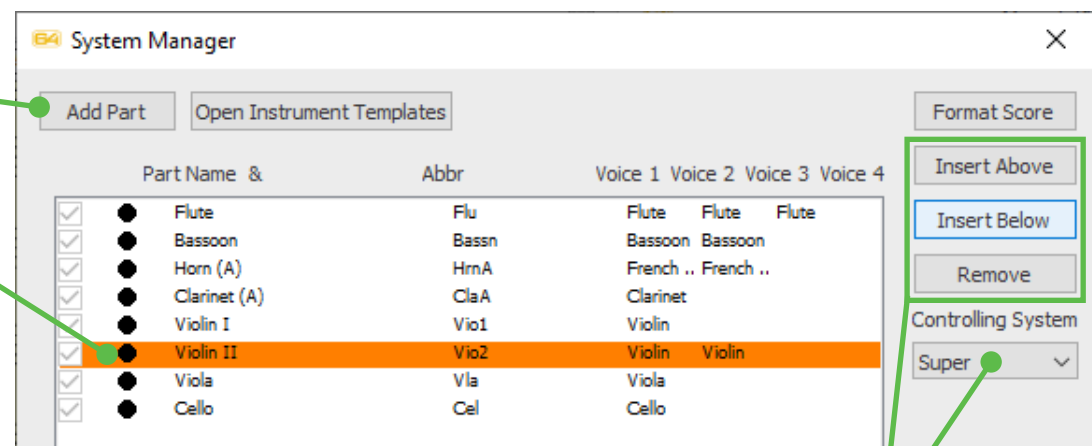 64 System Manager
Add Part Open Instrument Templates Format Score
Part Name & Abbr Voice 1 Voice 2 Voice 3 Voice 4 Insert Above
Flute Flu Flute Flute Flute Insert Below
Bassoon Bassn Bassoon Bassoon
Horn (A) HrnA French .. French .. Remove
Clarinet (A) ClaA Clarinet
Violin I Vio1 Violin Controlling System
Violin II Vio2 Violin Violin Super
Viola Vla Viola
Cello Cel Cello